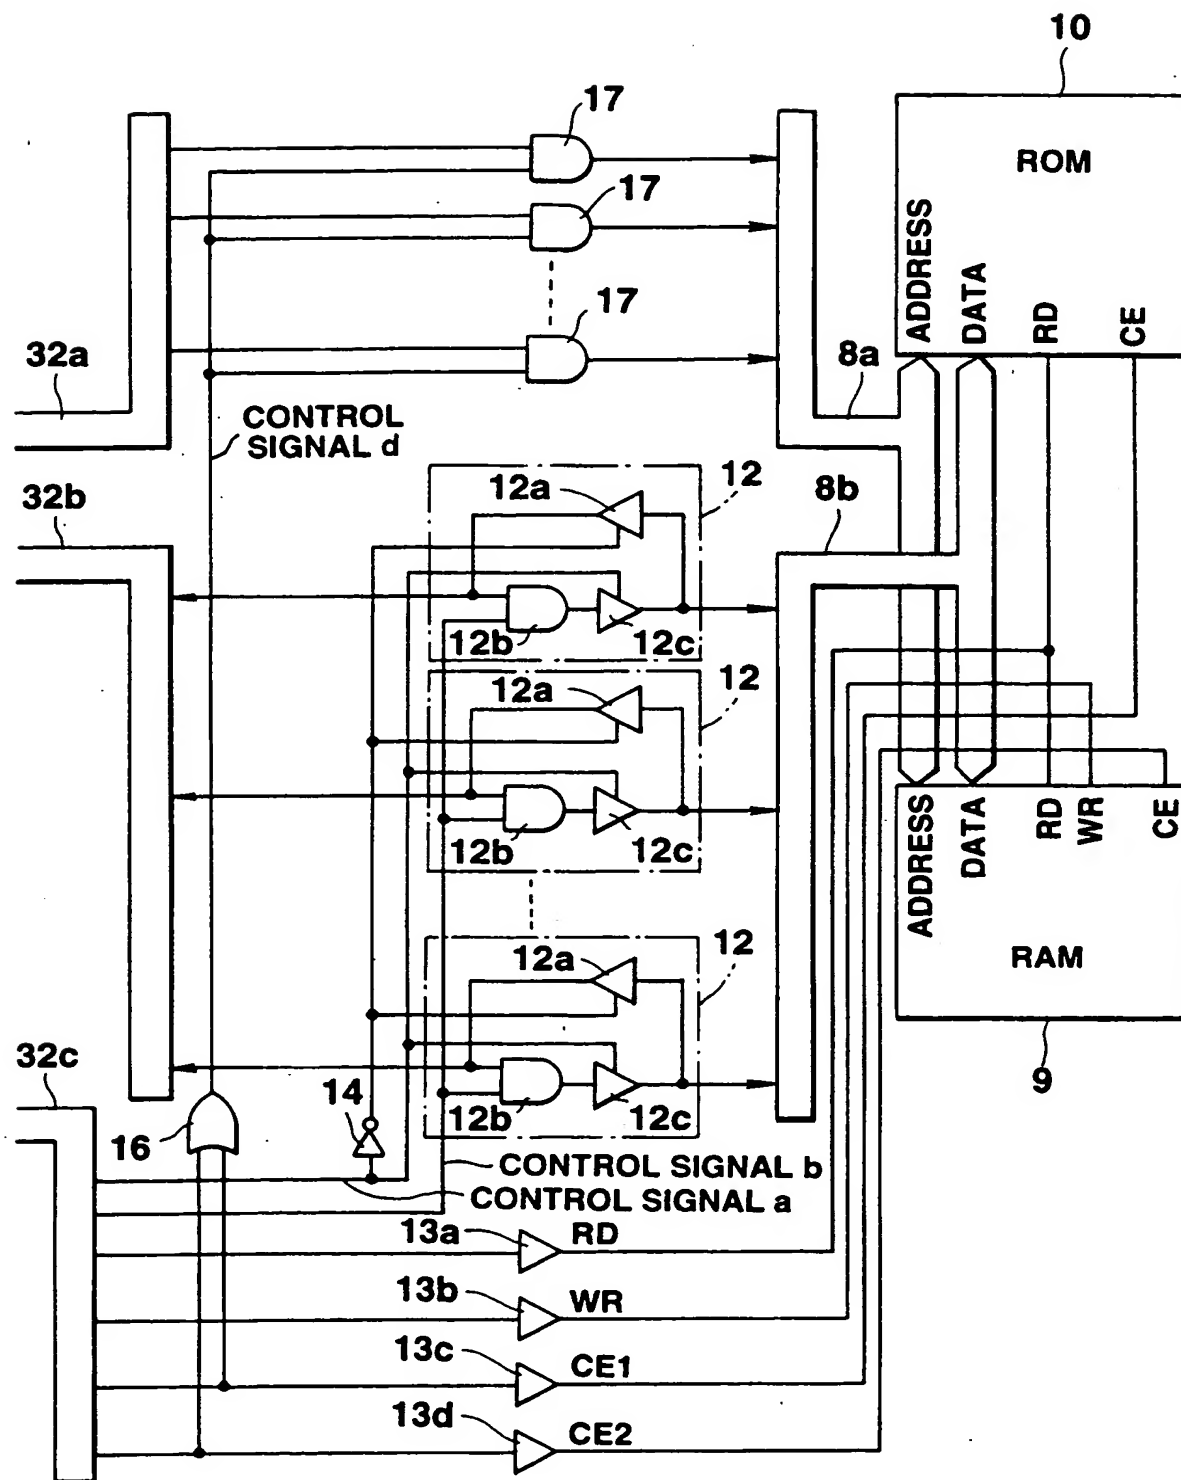 10
17
ROM
17
ADDRESS
DATA
RD
CE
17
32a
8a
CONTROL
SIGNAL d
32b
12a
12
8b
12b
12c
12a
12
12b
12c
ADDRESS
DATA
RD
WR
CE
12a
12
RAM
32c
9
14
12b
12c
16
CONTROL SIGNAL b
CONTROL SIGNAL a
13a
RD
13b
WR
13c
CE1
13d
CE2